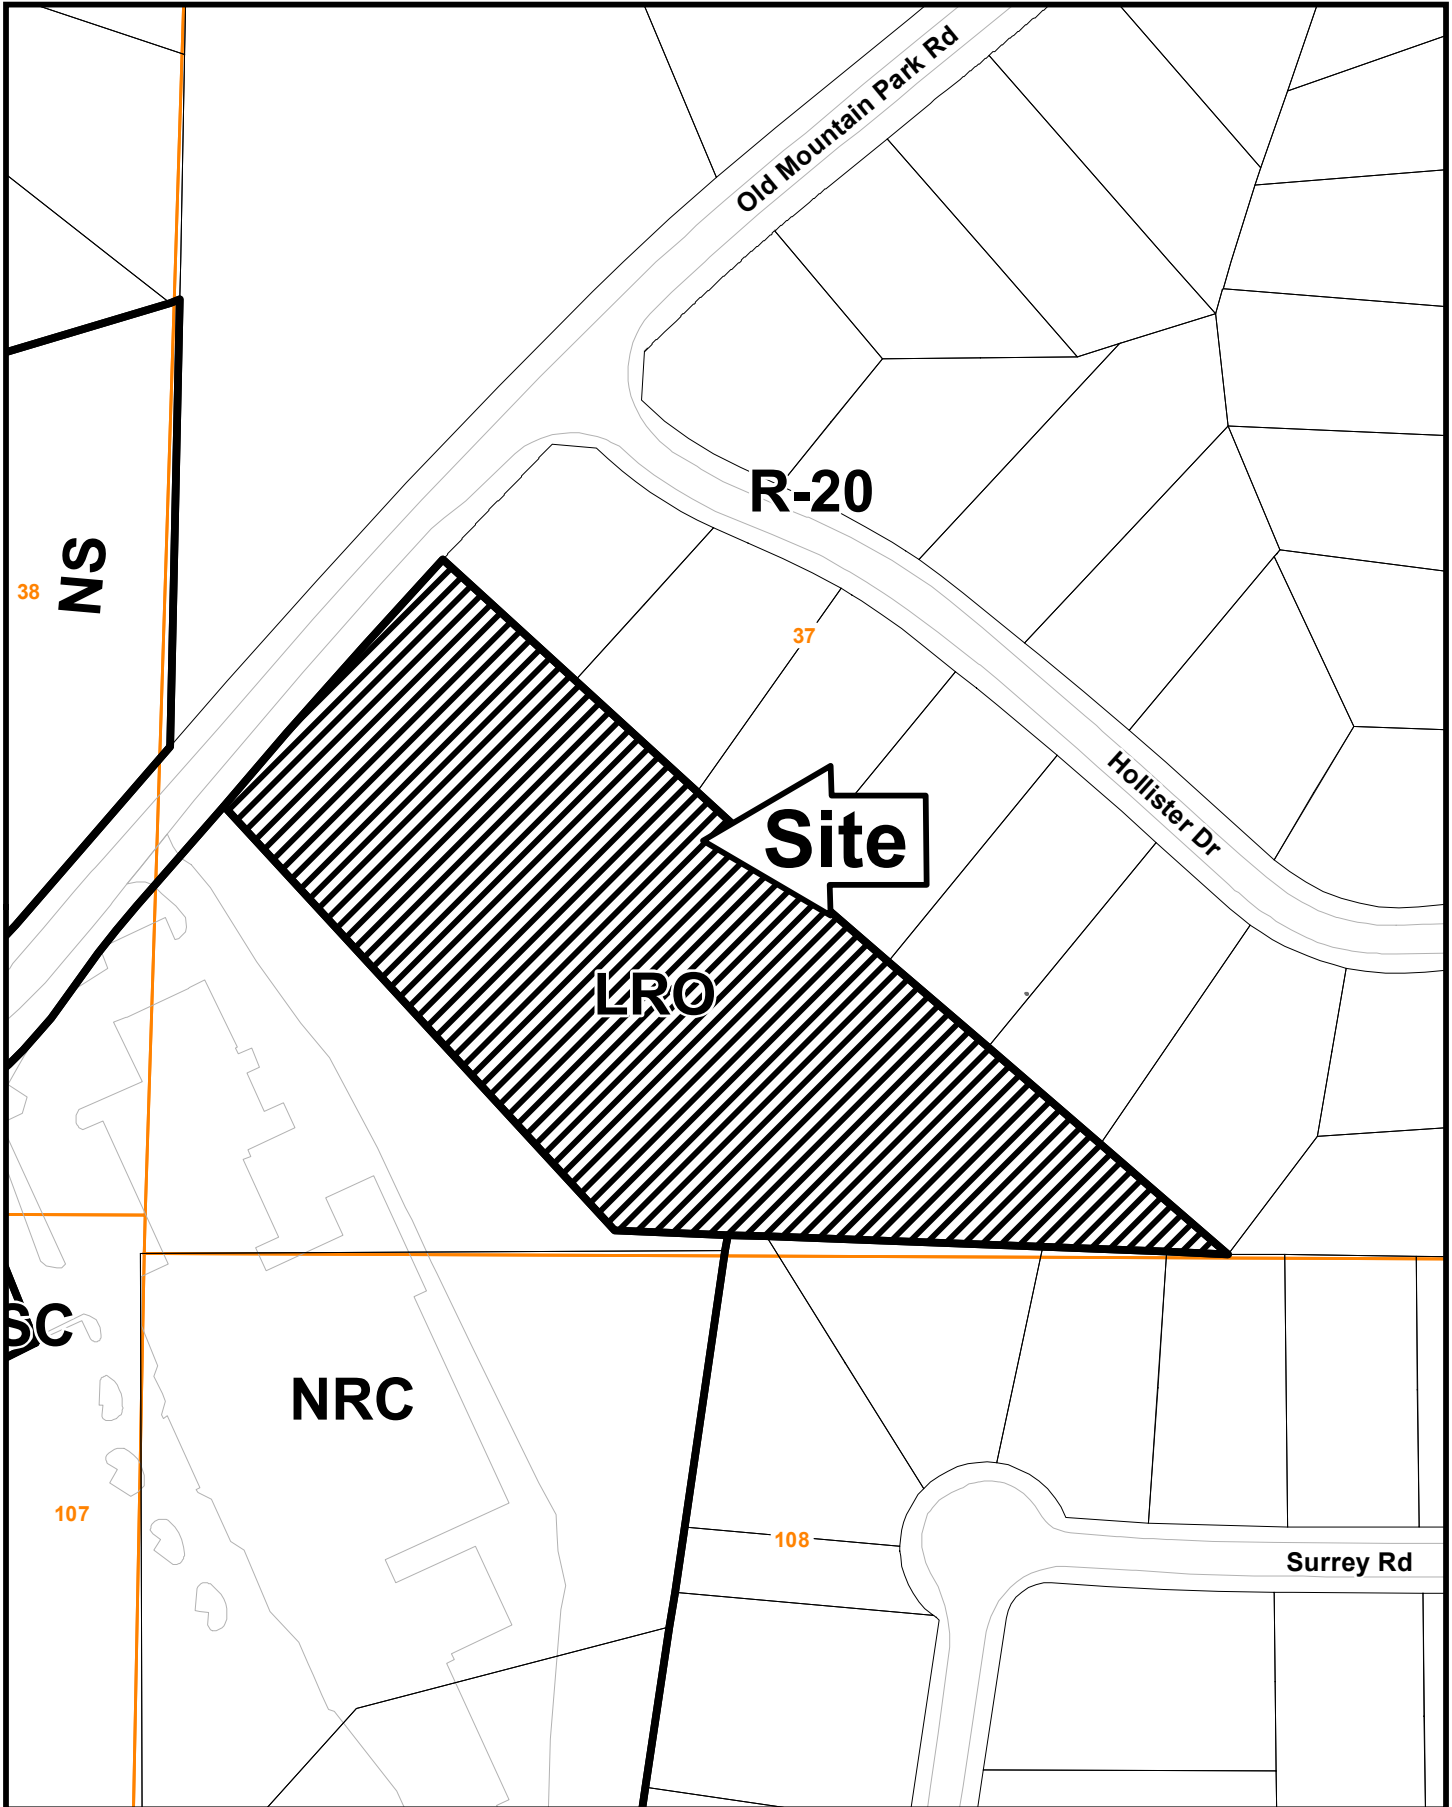 Old Mountain Park Rd
R-20
NS
38
37
Hollister Dr
Site
LRO
SC
NRC
107
108
Surrey Rd